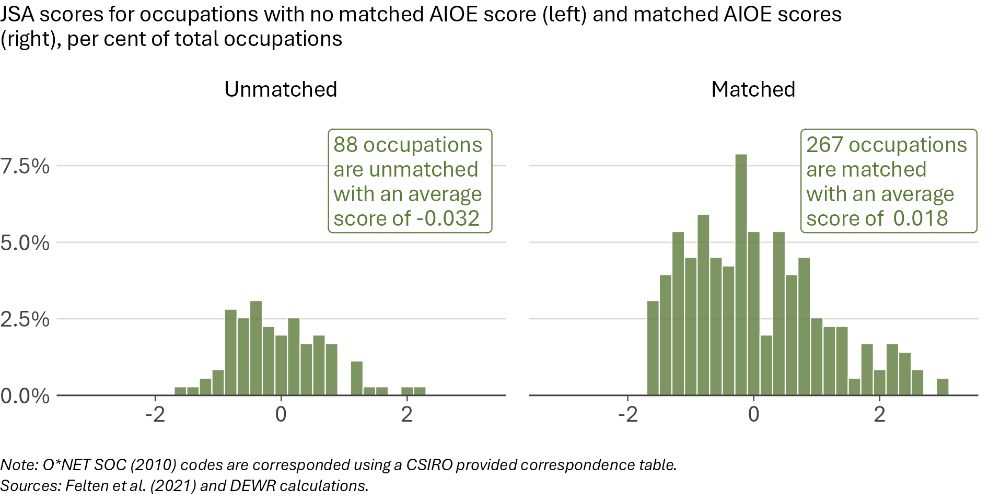 JSA scores for occupations with no matched AIOE score (left) and matched AIOE scores
(right), per cent of total occupations
Unmatched
Matched
88 occupations
are unmatched
with an average
score of -0.032
267 occupations
are matched
with an average
score of 0.018
7.5%
5.0%
2.5%
0.0%
-2 0 2
-2 0 2
Note: O*NET SOC (2010) codes are corresponded using a CSIRO provided correspondence table.
Sources: Felten et al. (2021) and DEWR calculations.